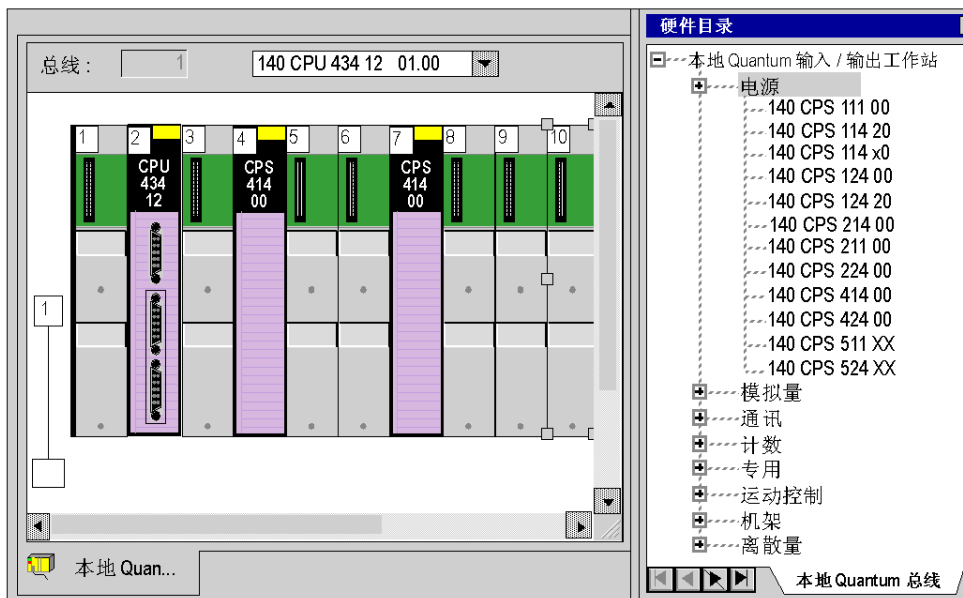 总线：
1
140 CPU 434 12   01.00
1
2
3
4
5
6
7
8
9
10
CPU
434
12
CPS
414
00
CPS
414
00
1
本地 Quan...
硬件目录
本地 Quantum 输入 / 输出工作站
电源
140 CPS 111 00
140 CPS 114 20
140 CPS 114 x0
140 CPS 124 00
140 CPS 124 20
140 CPS 214 00
140 CPS 211 00
140 CPS 224 00
140 CPS 414 00
140 CPS 424 00
140 CPS 511 XX
140 CPS 524 XX
模拟量
通讯
计数
专用
运动控制
机架
离散量
本地 Quantum 总线